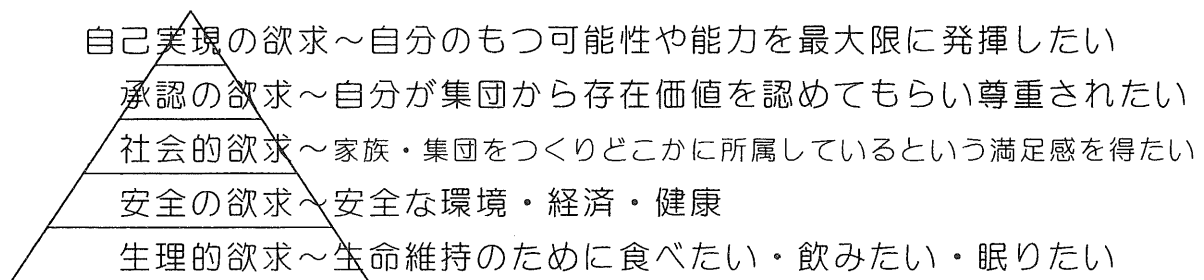 自己実現の欲求～自分のもつ可能性や能力を最大限に発揮したい
承認の欲求～自分が集団から存在価値を認めてもらい尊重されたい
社会的欲求～家族・集団をつくりどこかに所属しているという満足感を得たい
安全の欲求～安全な環境・経済・健康
生理的欲求～生命維持のために食べたい・飲みたい・眠りたい